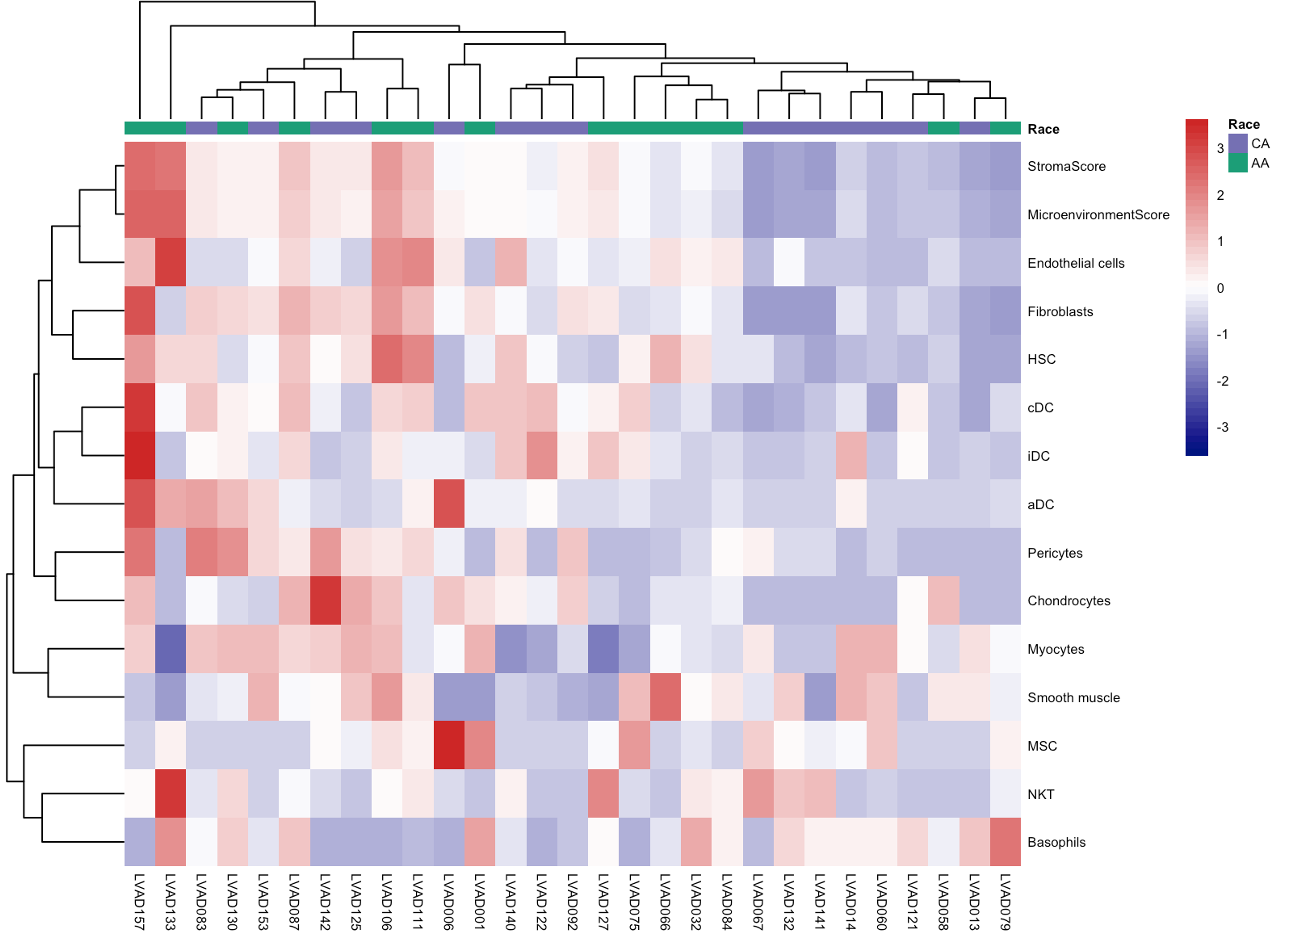 Race
StromaScore
MicroenvironmentScore
Endothelial cells
Fibroblasts
HSC
cDC
iDC
aDC
Pericytes
Chondrocytes
Myocytes
Smooth muscle
MSC
NKT
Basophils
LVAD157
LVAD133
LVAD083
LVAD130
LVAD153
LVAD087
LVAD142
LVAD125
LVAD106
LVAD111
LVAD006
LVAD001
LVAD140
LVAD122
LVAD092
LVAD127
LVAD075
LVAD066
LVAD032
LVAD084
LVAD067
LVAD132
LVAD141
LVAD014
LVAD060
LVAD121
LVAD058
LVAD013
LVAD079
3
2
1
0
-1
-2
-3
Race
CA
AA